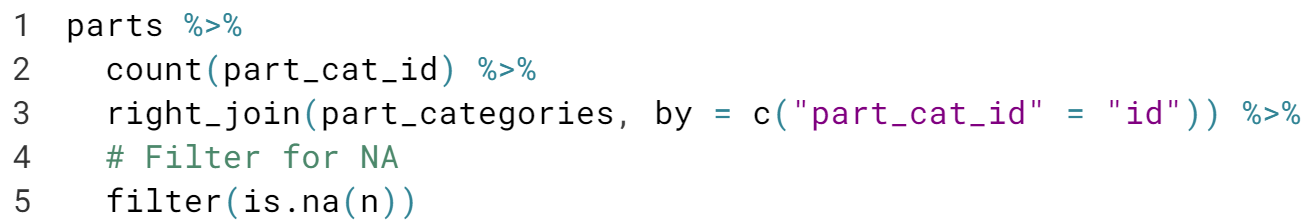 1 parts %>%
2   count(part_cat_id) %>%
3   right_join(part_categories, by = c("part_cat_id" = "id")) %>%
4   # Filter for NA
5   filter(is.na(n))